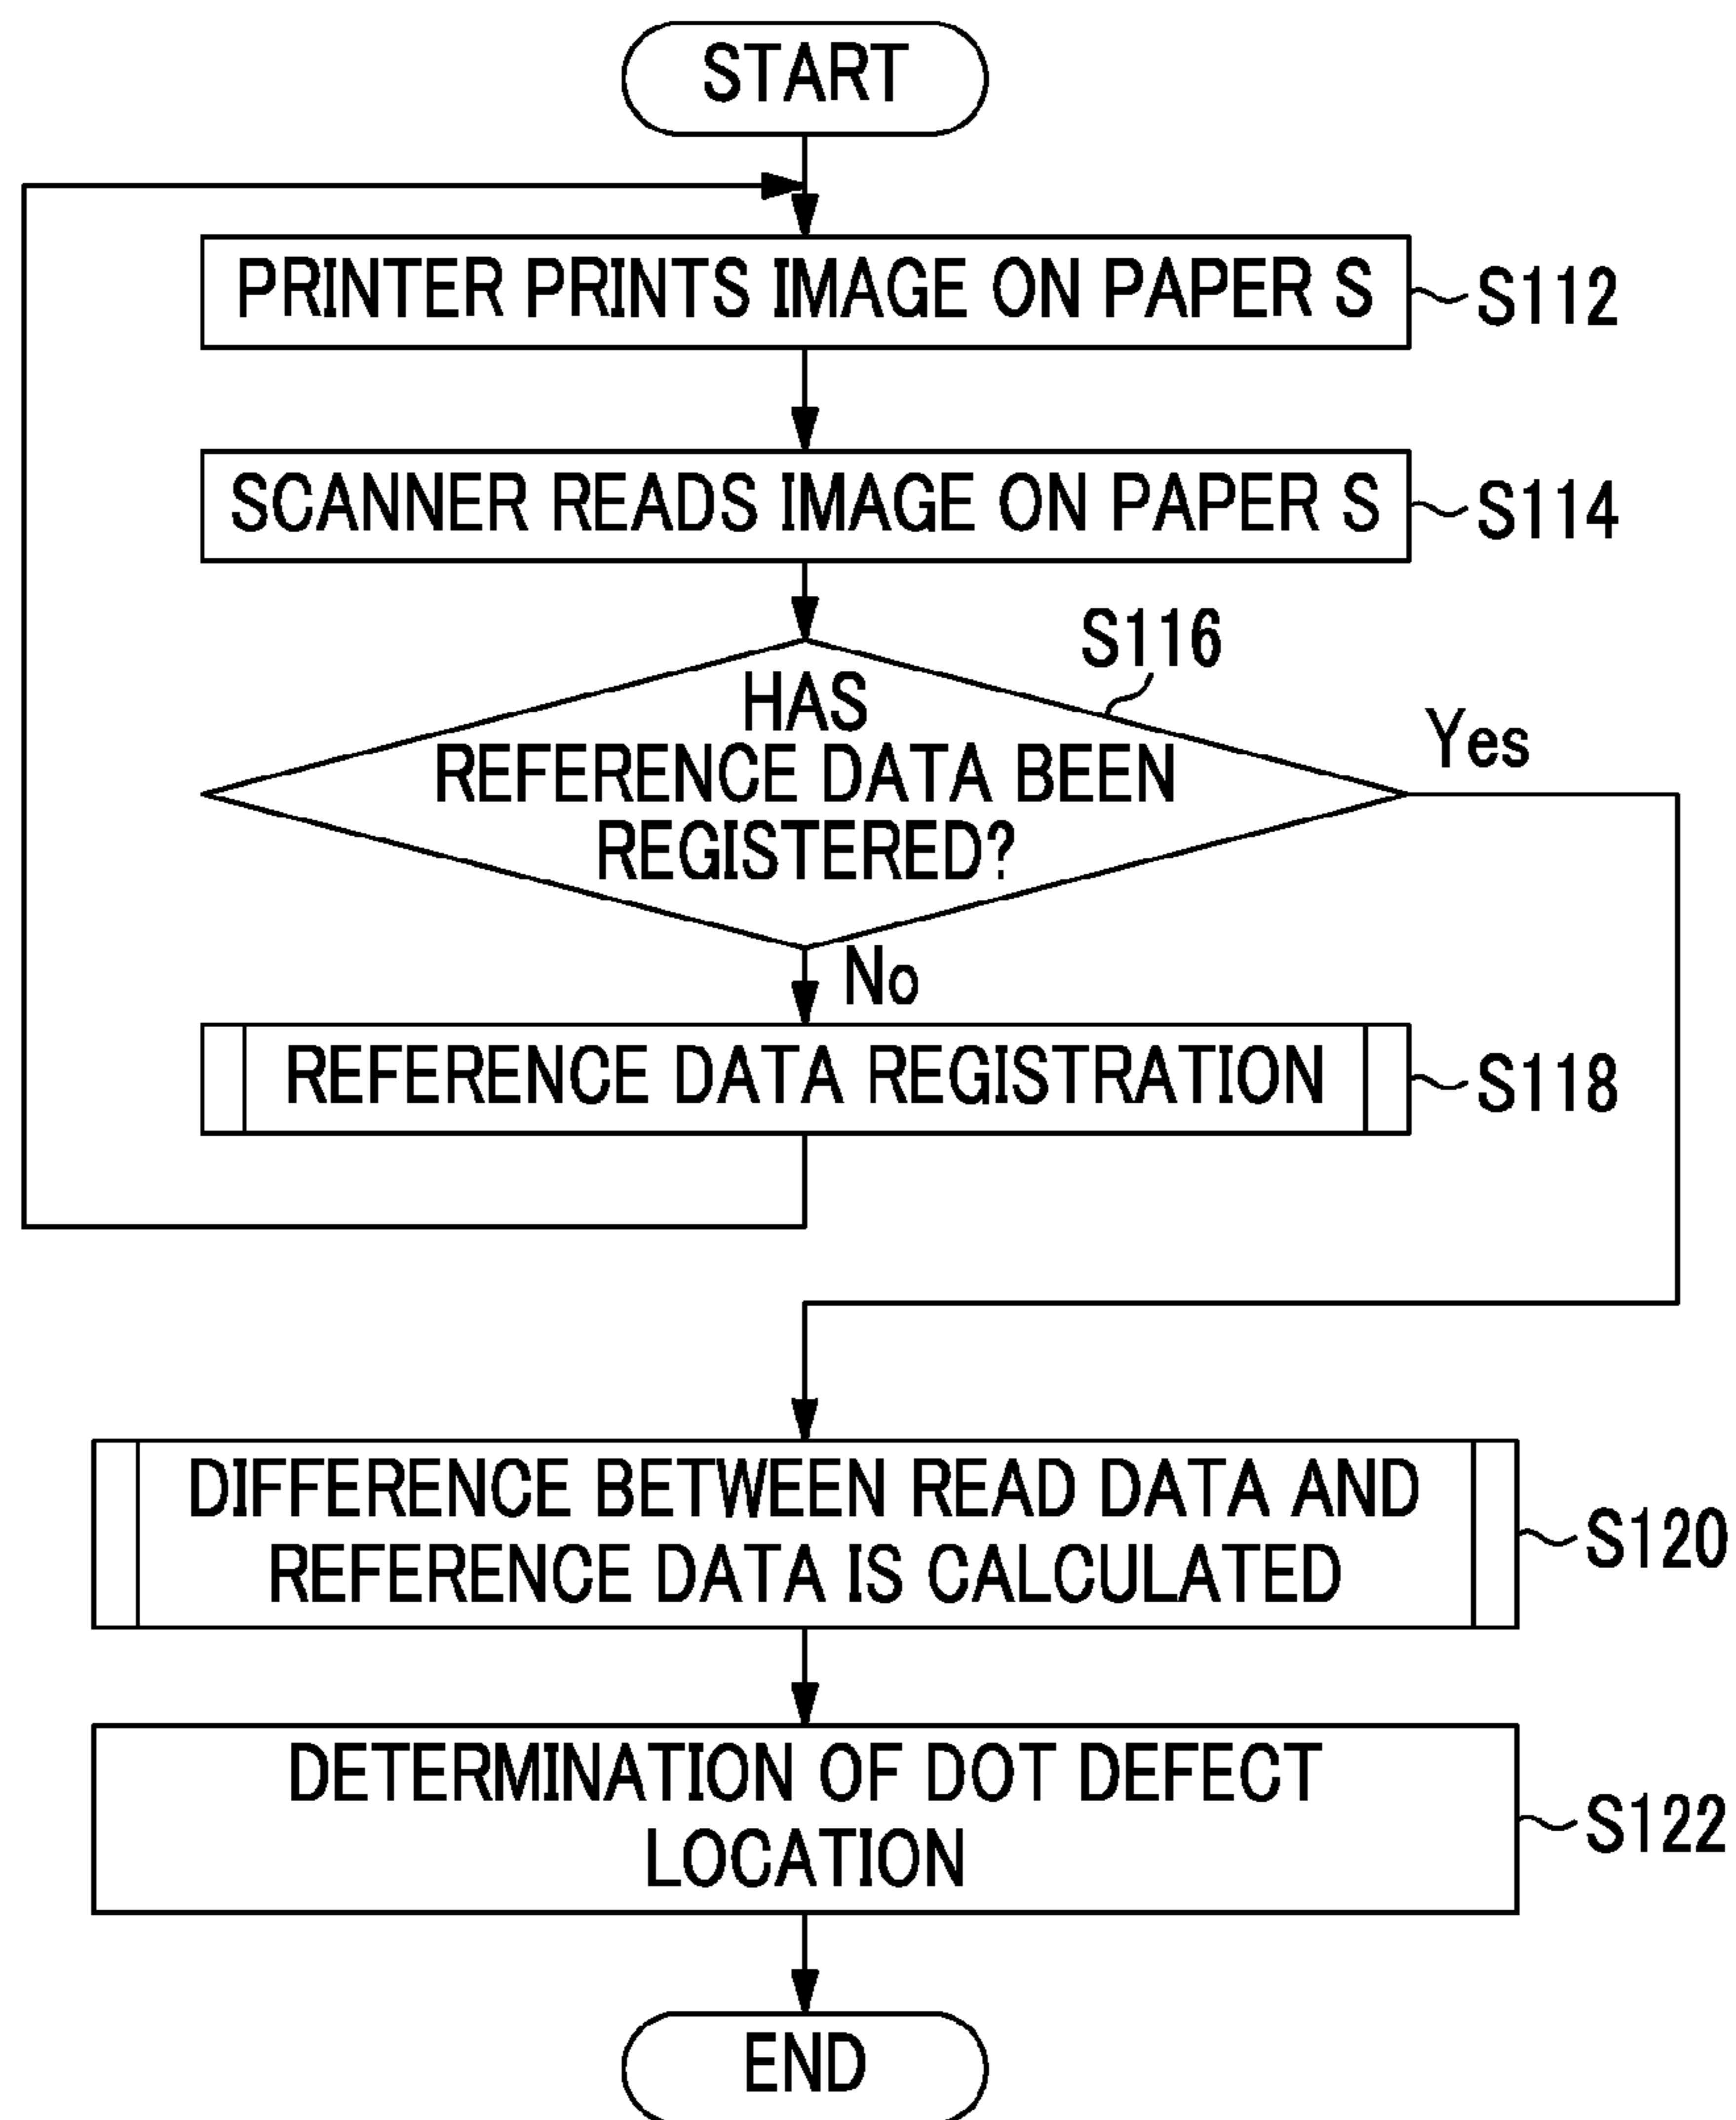 START
PRINTER PRINTS IMAGE ON PAPER S
S112
SCANNER READS IMAGE ON PAPER S
S114
S116
HAS
REFERENCE DATA BEEN
REGISTERED?
Yes
No
REFERENCE DATA REGISTRATION
S118
DIFFERENCE BETWEEN READ DATA AND
REFERENCE DATA IS CALCULATED
S120
DETERMINATION OF DOT DEFECT
LOCATION
S122
END